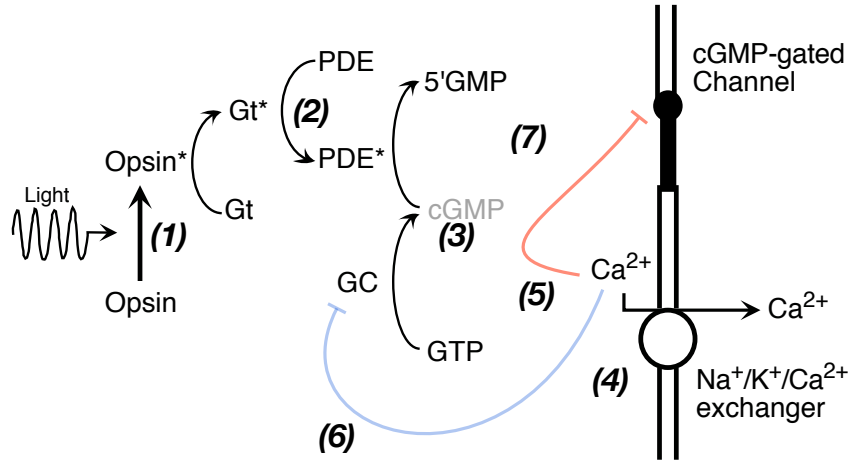 cGMP-gated
Channel
PDE
5'GMP
Gt*
(2)
(7)
Opsin*
PDE*
Light
Gt
cGMP
(1)
(3)
GC
(5)
Ca²⁺
Opsin
Ca²⁺
GTP
(4)
Na⁺/K⁺/Ca²⁺
exchanger
(6)